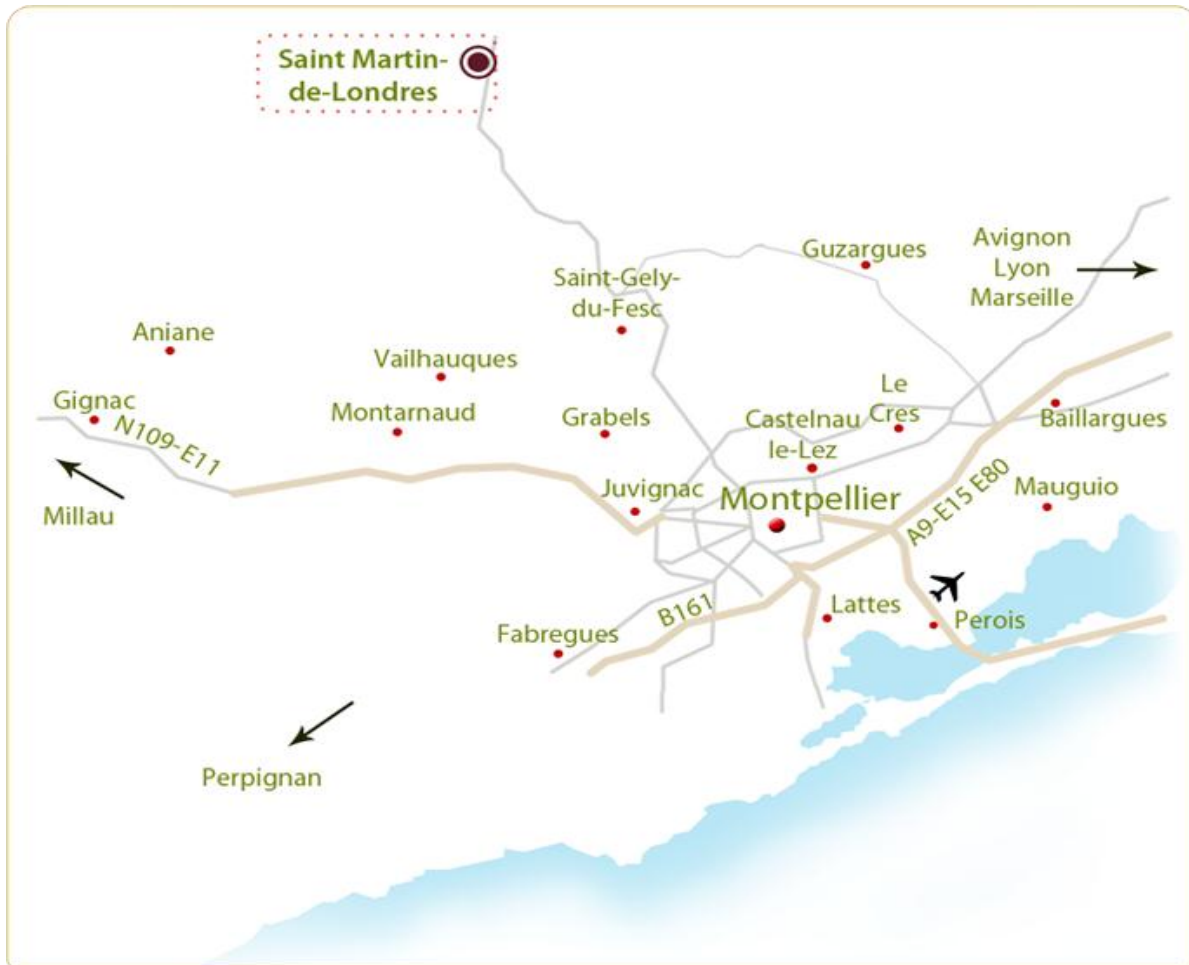 Saint Martin-
de-Londres
Guzargues
Avignon
Lyon
Marseille
Saint-Gely-
du-Fesc
Aniane
Vailhauques
Gignac
Montarnaud
Grabels
Castelnau
le-Lez
Le
Cres
Baillargues
N109-E11
Millau
Juvignac
Montpellier
A9-E15 E80
Mauguio
B161
Lattes
Perois
Fabregues
Perpignan